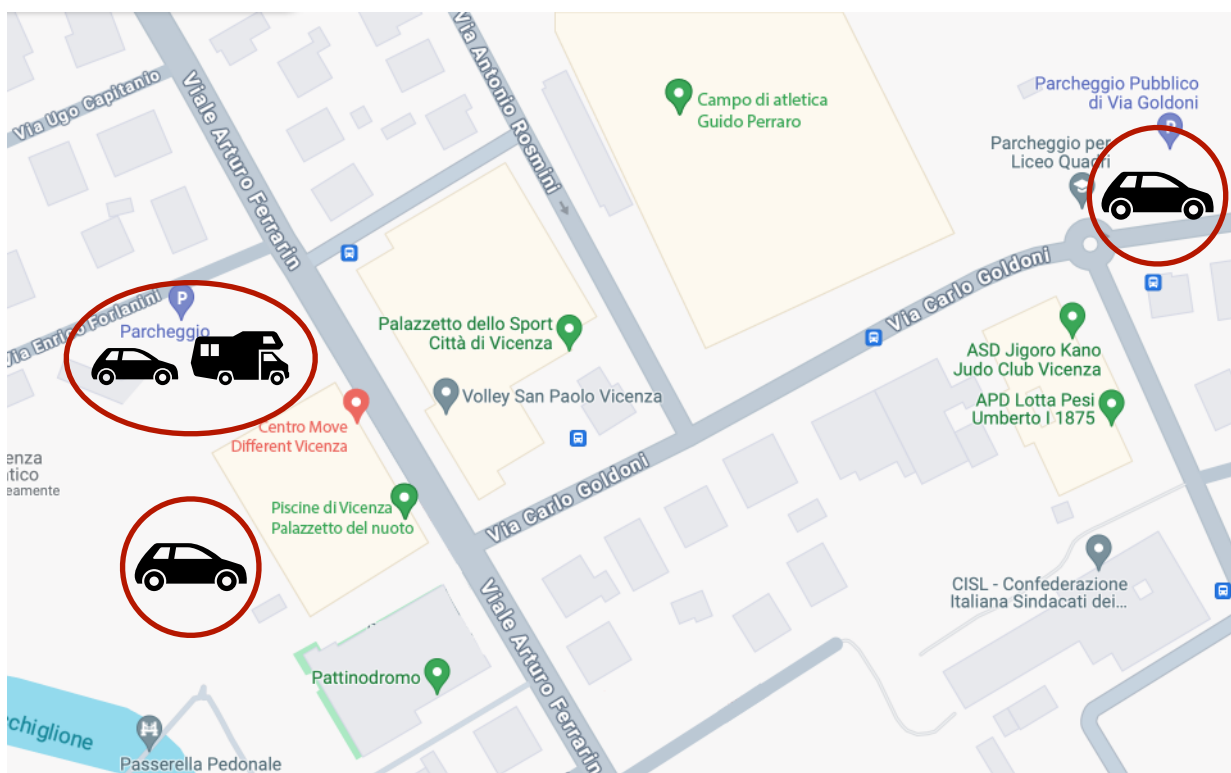 Via Ugo Capitanio
Viale Arturo Ferrarin
Via Antonio Rosmini
Campo di atletica
Guido Perraro
Parcheggio Pubblico
di Via Goldoni
P
Parcheggio per
Liceo Quadri
Via Enrico Forlanini
P
Parcheggio
Palazzetto dello Sport
Città di Vicenza
Via Carlo Goldoni
ASD Jigoro Kano
Judo Club Vicenza
Volley San Paolo Vicenza
APD Lotta Pesi
Umberto I 1875
Centro Move
Different Vicenza
Via Carlo Goldoni
Piscine di Vicenza
Palazzetto del nuoto
CISL - Confederazione
Italiana Sindacati dei...
Viale Arturo Ferrarin
Pattinodromo
Passerella Pedonale